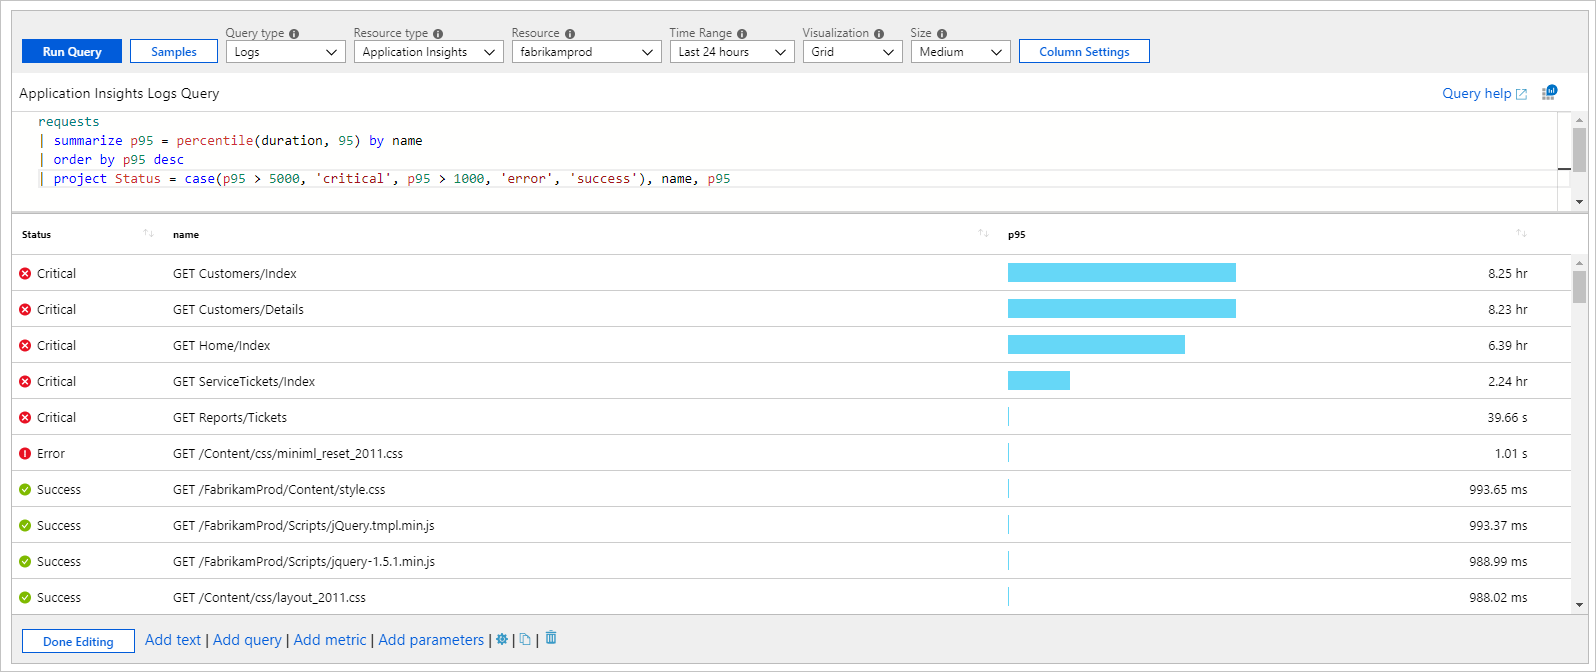 Query type Resource type Resource Time Range Visualization Size
Run Query Samples Logs Application Insights fabrikamprod Last 24 hours Grid Medium Column Settings
Application Insights Logs Query Query help
requests
| summarize p95 = percentile(duration, 95) by name
| order by p95 desc
| project Status = case(p95 > 5000, 'critical', p95 > 1000, 'error', 'success'), name, p95
Status name p95
Critical GET Customers/Index 8.25 hr
Critical GET Customers/Details 8.23 hr
Critical GET Home/Index 6.39 hr
Critical GET ServiceTickets/Index 2.24 hr
Critical GET Reports/Tickets 39.66 s
Error GET /Content/css/miniml_reset_2011.css 1.01 s
Success GET /FabrikamProd/Content/style.css 993.65 ms
Success GET /FabrikamProd/Scripts/jQuery.tmpl.min.js 993.37 ms
Success GET /FabrikamProd/Scripts/jquery-1.5.1.min.js 988.99 ms
Success GET /Content/css/layout_2011.css 988.02 ms
Done Editing Add text | Add query | Add metric | Add parameters | | |